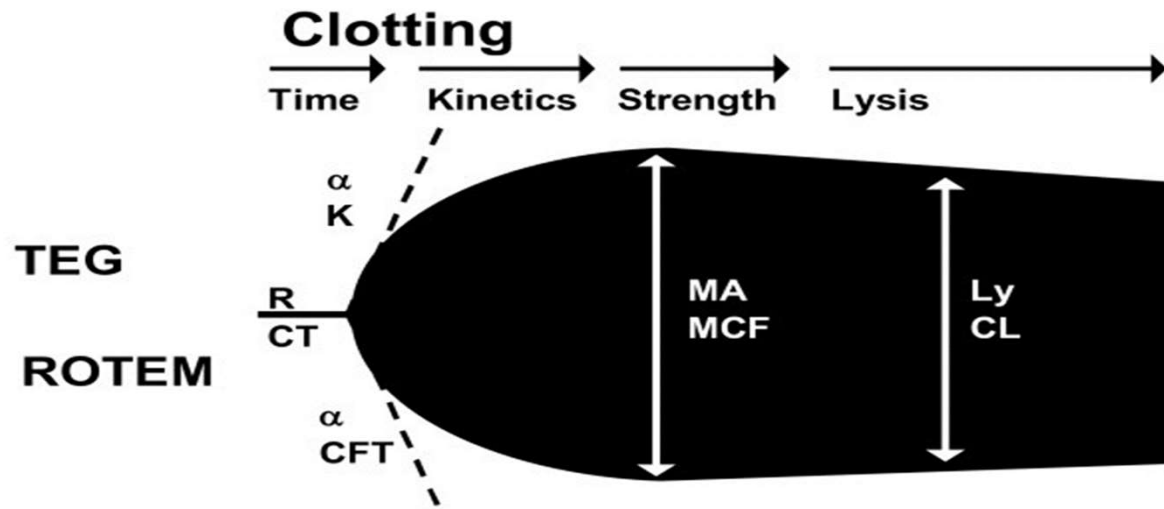 Clotting
Time Kinetics Strength Lysis
α
K
TEG
R
CT
ROTEM
α
CFT
MA
MCF
Ly
CL